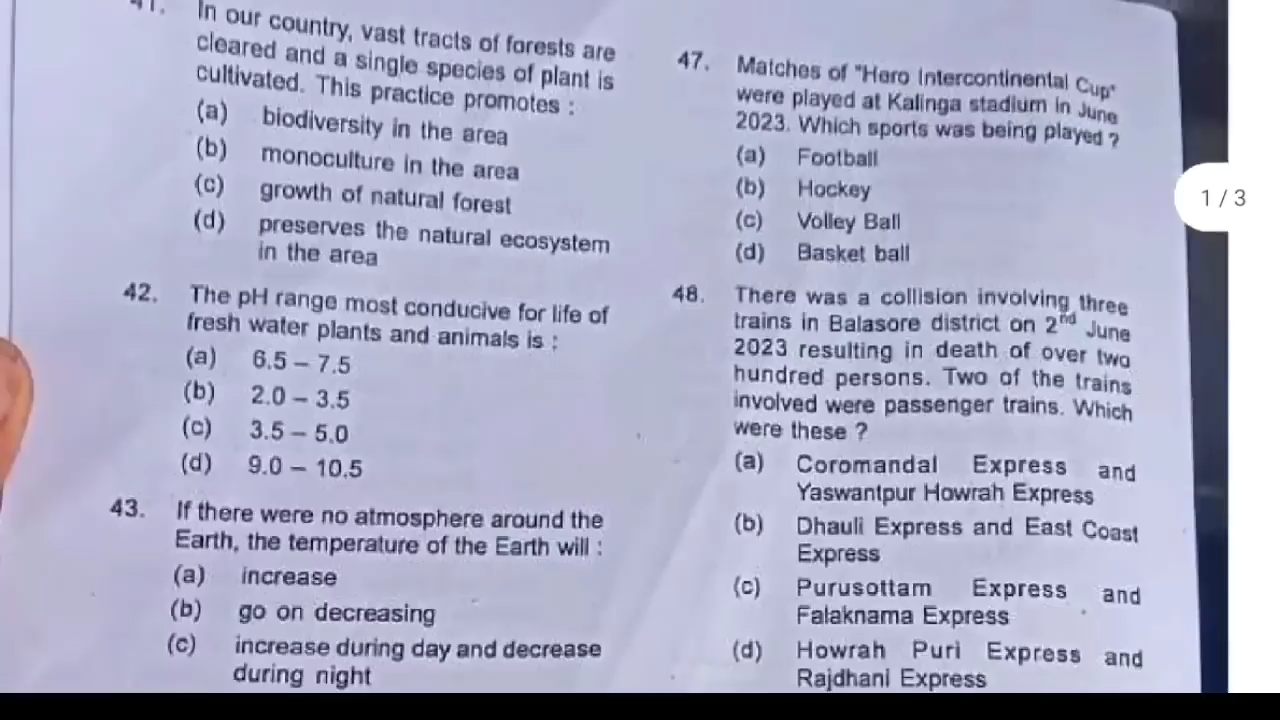 41. In our country, vast tracts of forests are
cleared and a single species of plant is
cultivated. This practice promotes :
(a) biodiversity in the area
(b) monoculture in the area
(c) growth of natural forest
(d) preserves the natural ecosystem
in the area
42. The pH range most conducive for life of
fresh water plants and animals is :
(a) 6.5 – 7.5
(b) 2.0 – 3.5
(c) 3.5 – 5.0
(d) 9.0 – 10.5
43. If there were no atmosphere around the
Earth, the temperature of the Earth will :
(a) increase
(b) go on decreasing
(c) increase during day and decrease
during night
47. Matches of "Hero Intercontinental Cup"
were played at Kalinga stadium in June
2023. Which sports was being played ?
(a) Football
(b) Hockey
(c) Volley Ball
(d) Basket ball
48. There was a collision involving three
trains in Balasore district on 2nd June
2023 resulting in death of over two
hundred persons. Two of the trains
involved were passenger trains. Which
were these ?
(a) Coromandal Express and
Yaswantpur Howrah Express
(b) Dhauli Express and East Coast
Express
(c) Purusottam Express and
Falaknama Express
(d) Howrah Puri Express and
Rajdhani Express
1 / 3